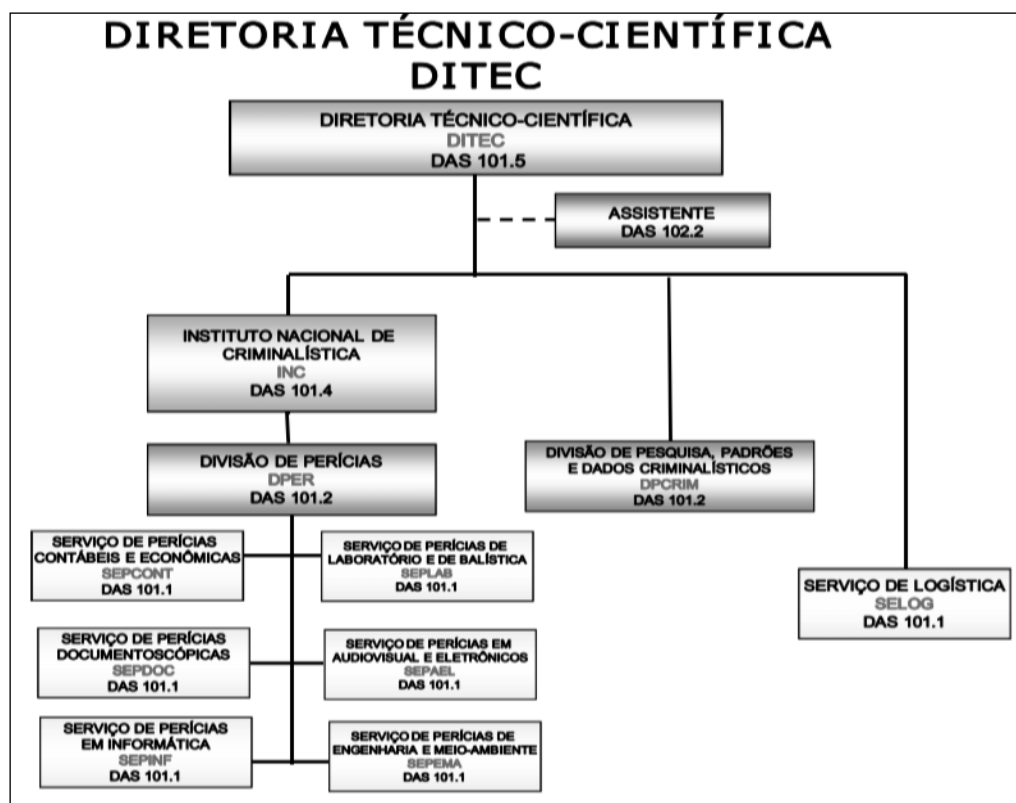 DIRETORIA TÉCNICO-CIENTÍFICA
DITEC
DIRETORIA TÉCNICO-CIENTÍFICA
DITEC
DAS 101.5
ASSISTENTE
DAS 102.2
INSTITUTO NACIONAL DE
CRIMINALÍSTICA
INC
DAS 101.4
DIVISÃO DE PERÍCIAS
DPER
DAS 101.2
DIVISÃO DE PESQUISA, PADRÕES
E DADOS CRIMINALÍSTICOS
DPCRIM
DAS 101.2
SERVIÇO DE PERÍCIAS
CONTÁBEIS E ECONÔMICAS
SEPCONT
DAS 101.1
SERVIÇO DE PERÍCIAS DE
LABORATÓRIO E DE BALÍSTICA
SEPLAB
DAS 101.1
SERVIÇO DE LOGÍSTICA
SELOG
DAS 101.1
SERVIÇO DE PERÍCIAS
DOCUMENTOSCÓPICAS
SEPDOC
DAS 101.1
SERVIÇO DE PERÍCIAS EM
AUDIOVISUAL E ELETRÔNICOS
SEPAEL
DAS 101.1
SERVIÇO DE PERÍCIAS
EM INFORMÁTICA
SEPINF
DAS 101.1
SERVIÇO DE PERÍCIAS DE
ENGENHARIA E MEIO-AMBIENTE
SEPEMA
DAS 101.1